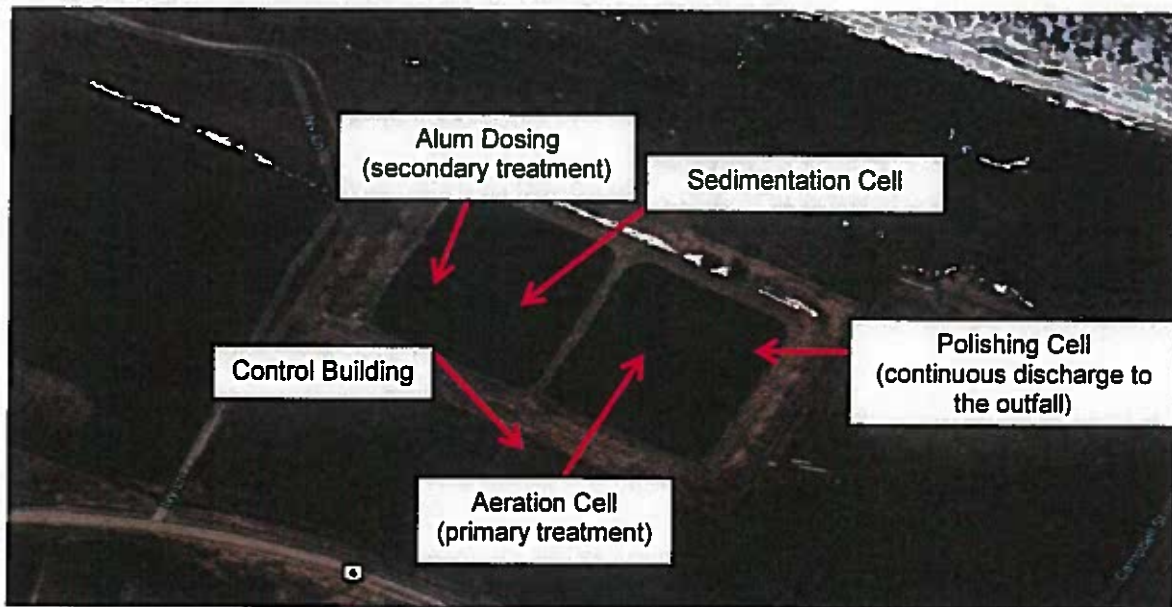 Alum Dosing
(secondary treatment)
Sedimentation Cell
Control Building
Polishing Cell
(continuous discharge to
the outfall)
Aeration Cell
(primary treatment)